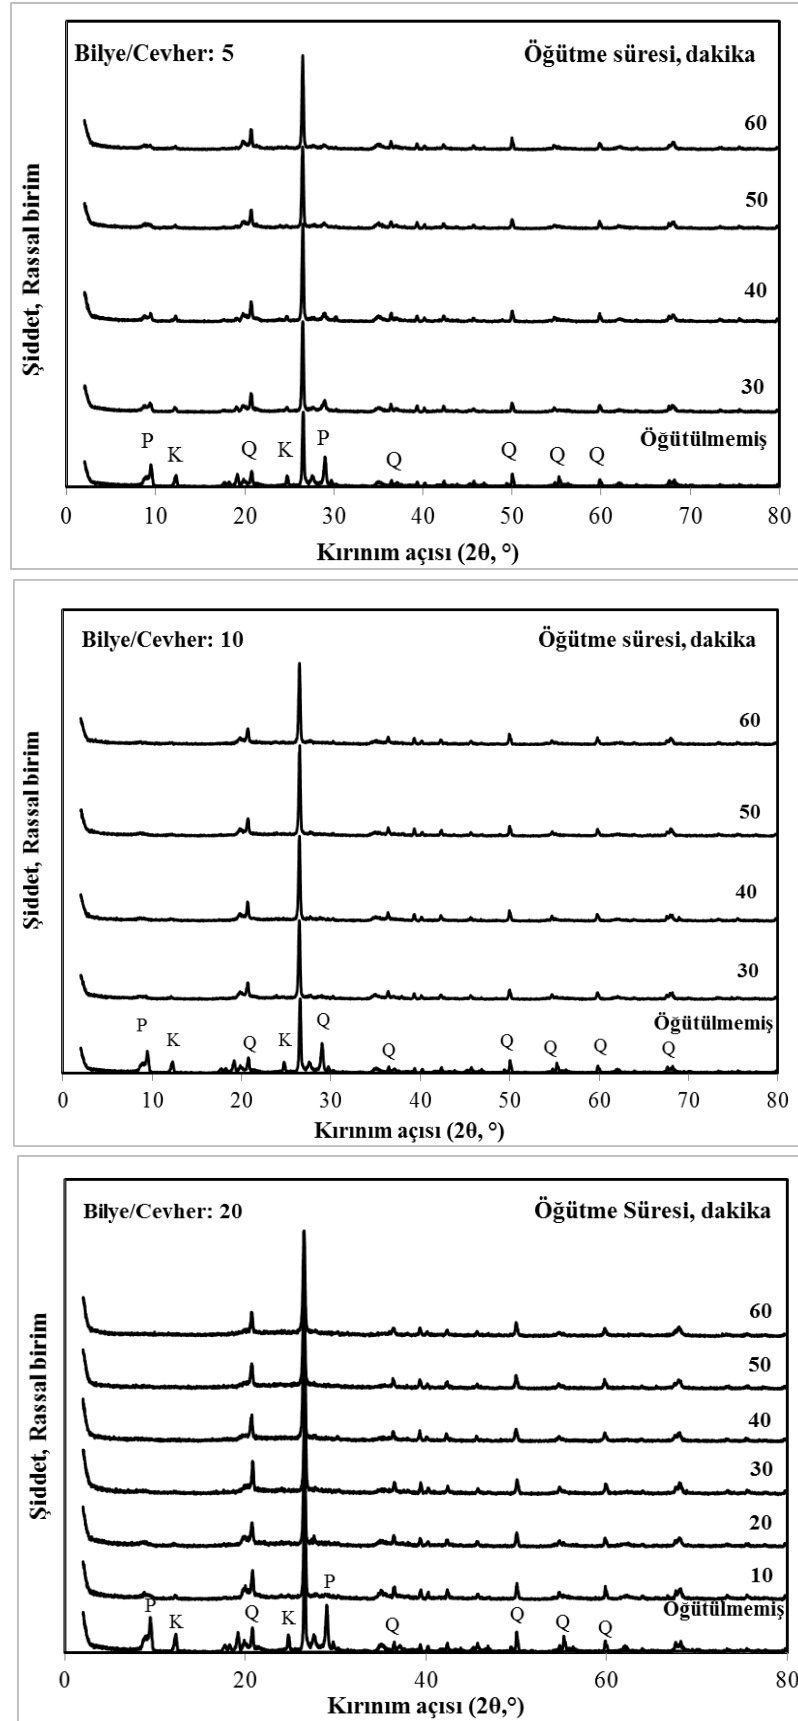 Bilye/Cevher: 5 Öğütme süresi, dakika
60
50
40
30
Öğütülmemiş
P K Q K P Q Q Q Q
0 10 20 30 40 50 60 70 80
Kırınım açısı (2θ, °)
Şiddet, Rassal birim
Bilye/Cevher: 10 Öğütme süresi, dakika
60
50
40
30
Öğütülmemiş
P K Q K Q Q Q Q Q Q
0 10 20 30 40 50 60 70 80
Kırınım açısı (2θ, °)
Şiddet, Rassal birim
Bilye/Cevher: 20 Öğütme Süresi, dakika
60
50
40
30
20
10
Öğütülmemiş
P K Q K P Q Q Q Q
0 20 40 60 80
Kırınım açısı (2θ,°)
Şiddet, Rassal birim